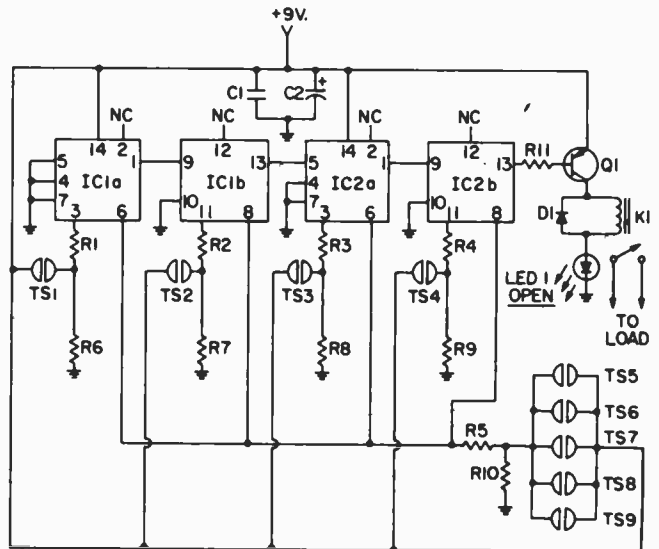 +9V.
C1 C2 +
NC NC NC NC
14 2 12 14 2 12
R11
5 1 9 13 5 1 9 13 Q1
4 IC1a IC1b 4 IC2a IC2b
7 10 7 10
3 6 11 8 3 6 11 8
D1 K1
R1 R2 R3 R4
TS1 TS2 TS3 TS4
LED 1
OPEN
TO
LOAD
R6 R7 R8 R9
TS5
TS6
R5 TS7
R10
TS8
TS9